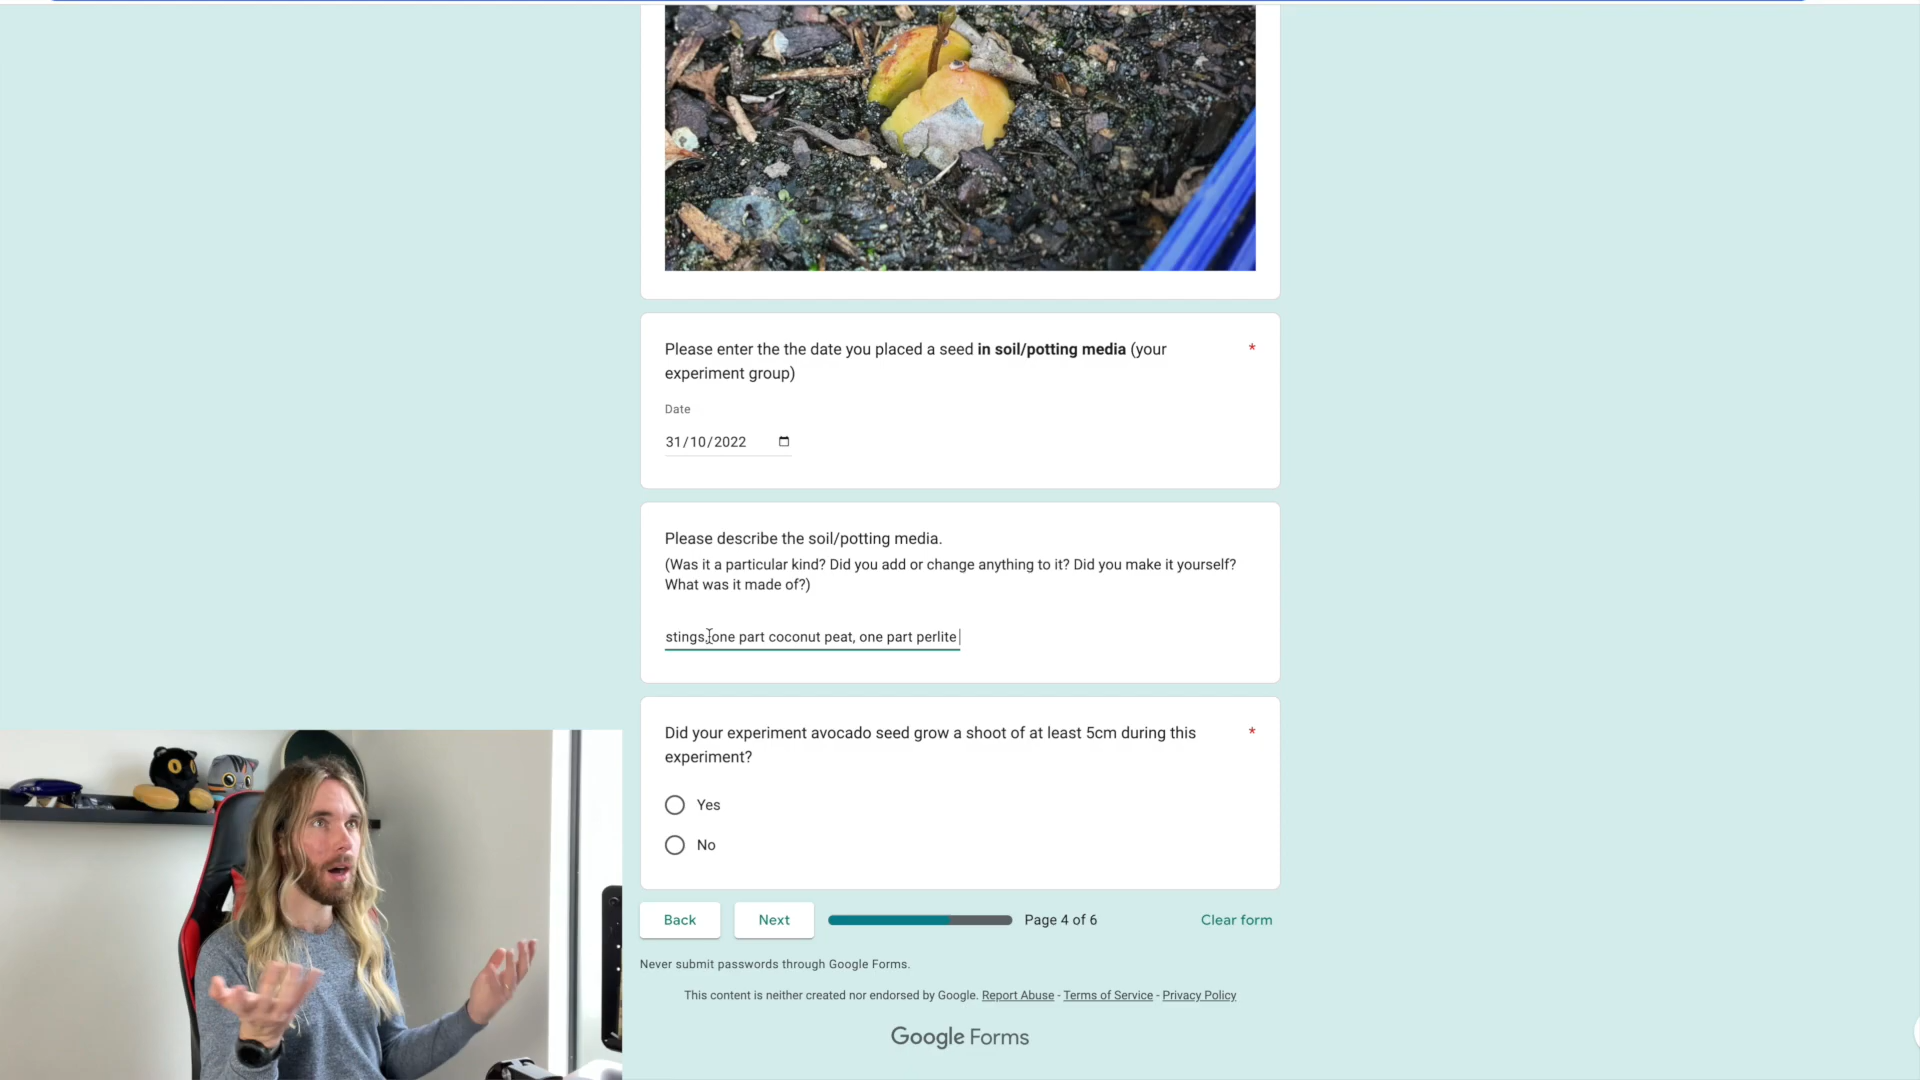 Please enter the the date you placed a seed in soil/potting media (your
experiment group)
*
Date
31/10/2022
Please describe the soil/potting media.
(Was it a particular kind? Did you add or change anything to it? Did you make it yourself?
What was it made of?)
stings, one part coconut peat, one part perlite
Did your experiment avocado seed grow a shoot of at least 5cm during this
experiment?
*
Yes
No
Back
Next
Page 4 of 6
Clear form
Never submit passwords through Google Forms.
This content is neither created nor endorsed by Google. Report Abuse - Terms of Service - Privacy Policy
Google Forms